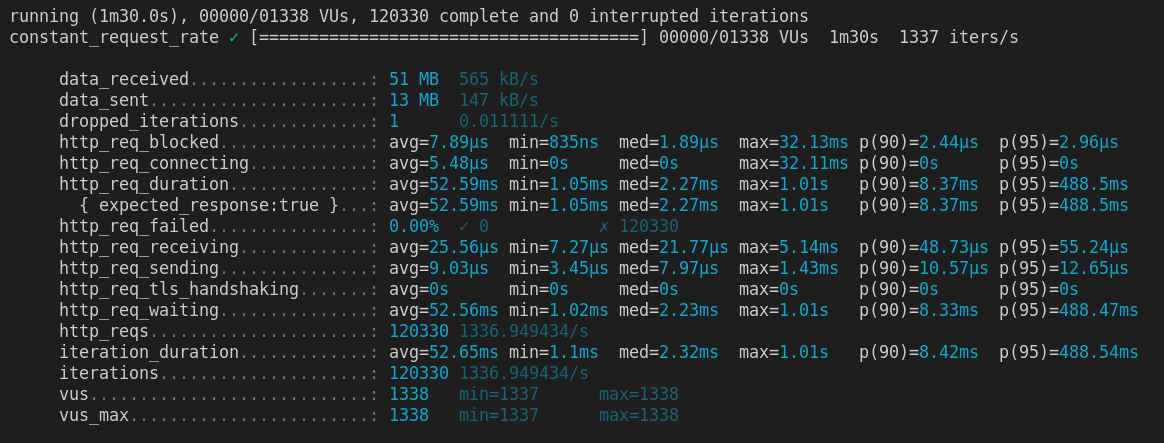 running (1m30.0s), 00000/01338 VUs, 120330 complete and 0 interrupted iterations
constant_request_rate ✓ [======================================] 00000/01338 VUs  1m30s  1337 iters/s

     data_received..................: 51 MB  565 kB/s
     data_sent......................: 13 MB  147 kB/s
     dropped_iterations.............: 1      0.011111/s
     http_req_blocked...............: avg=7.89µs  min=835ns  med=1.89µs  max=32.13ms p(90)=2.44µs  p(95)=2.96µs
     http_req_connecting............: avg=5.48µs  min=0s     med=0s      max=32.11ms p(90)=0s      p(95)=0s
     http_req_duration..............: avg=52.59ms min=1.05ms med=2.27ms  max=1.01s   p(90)=8.37ms  p(95)=488.5ms
       { expected_response:true }...: avg=52.59ms min=1.05ms med=2.27ms  max=1.01s   p(90)=8.37ms  p(95)=488.5ms
     http_req_failed................: 0.00%  ✓ 0           ✗ 120330
     http_req_receiving.............: avg=25.56µs min=7.27µs med=21.77µs max=5.14ms  p(90)=48.73µs p(95)=55.24µs
     http_req_sending...............: avg=9.03µs  min=3.45µs med=7.97µs  max=1.43ms  p(90)=10.57µs p(95)=12.65µs
     http_req_tls_handshaking.......: avg=0s      min=0s     med=0s      max=0s      p(90)=0s      p(95)=0s
     http_req_waiting...............: avg=52.56ms min=1.02ms med=2.23ms  max=1.01s   p(90)=8.33ms  p(95)=488.47ms
     http_reqs......................: 120330 1336.949434/s
     iteration_duration.............: avg=52.65ms min=1.1ms  med=2.32ms  max=1.01s   p(90)=8.42ms  p(95)=488.54ms
     iterations.....................: 120330 1336.949434/s
     vus............................: 1338   min=1337      max=1338
     vus_max........................: 1338   min=1337      max=1338